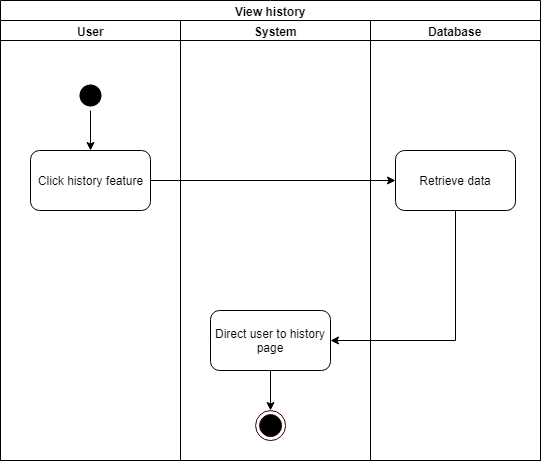 View history
User
System
Database
Click history feature
Retrieve data
Direct user to history
page